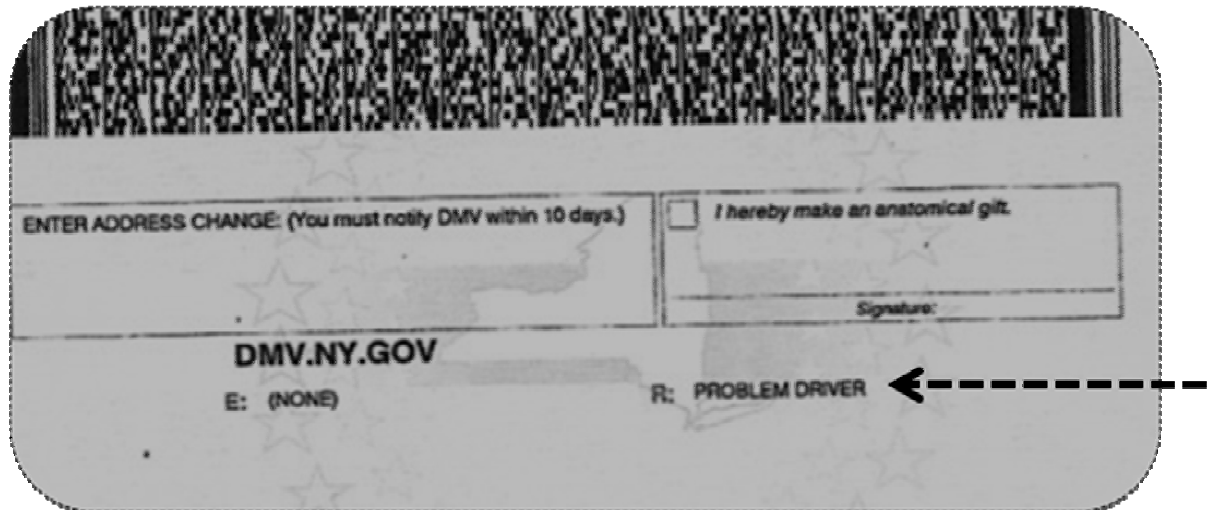 ENTER ADDRESS CHANGE: (You must notify DMV within 10 days.)
I hereby make an anatomical gift.
Signature:
DMV.NY.GOV
E: (NONE)
R: PROBLEM DRIVER